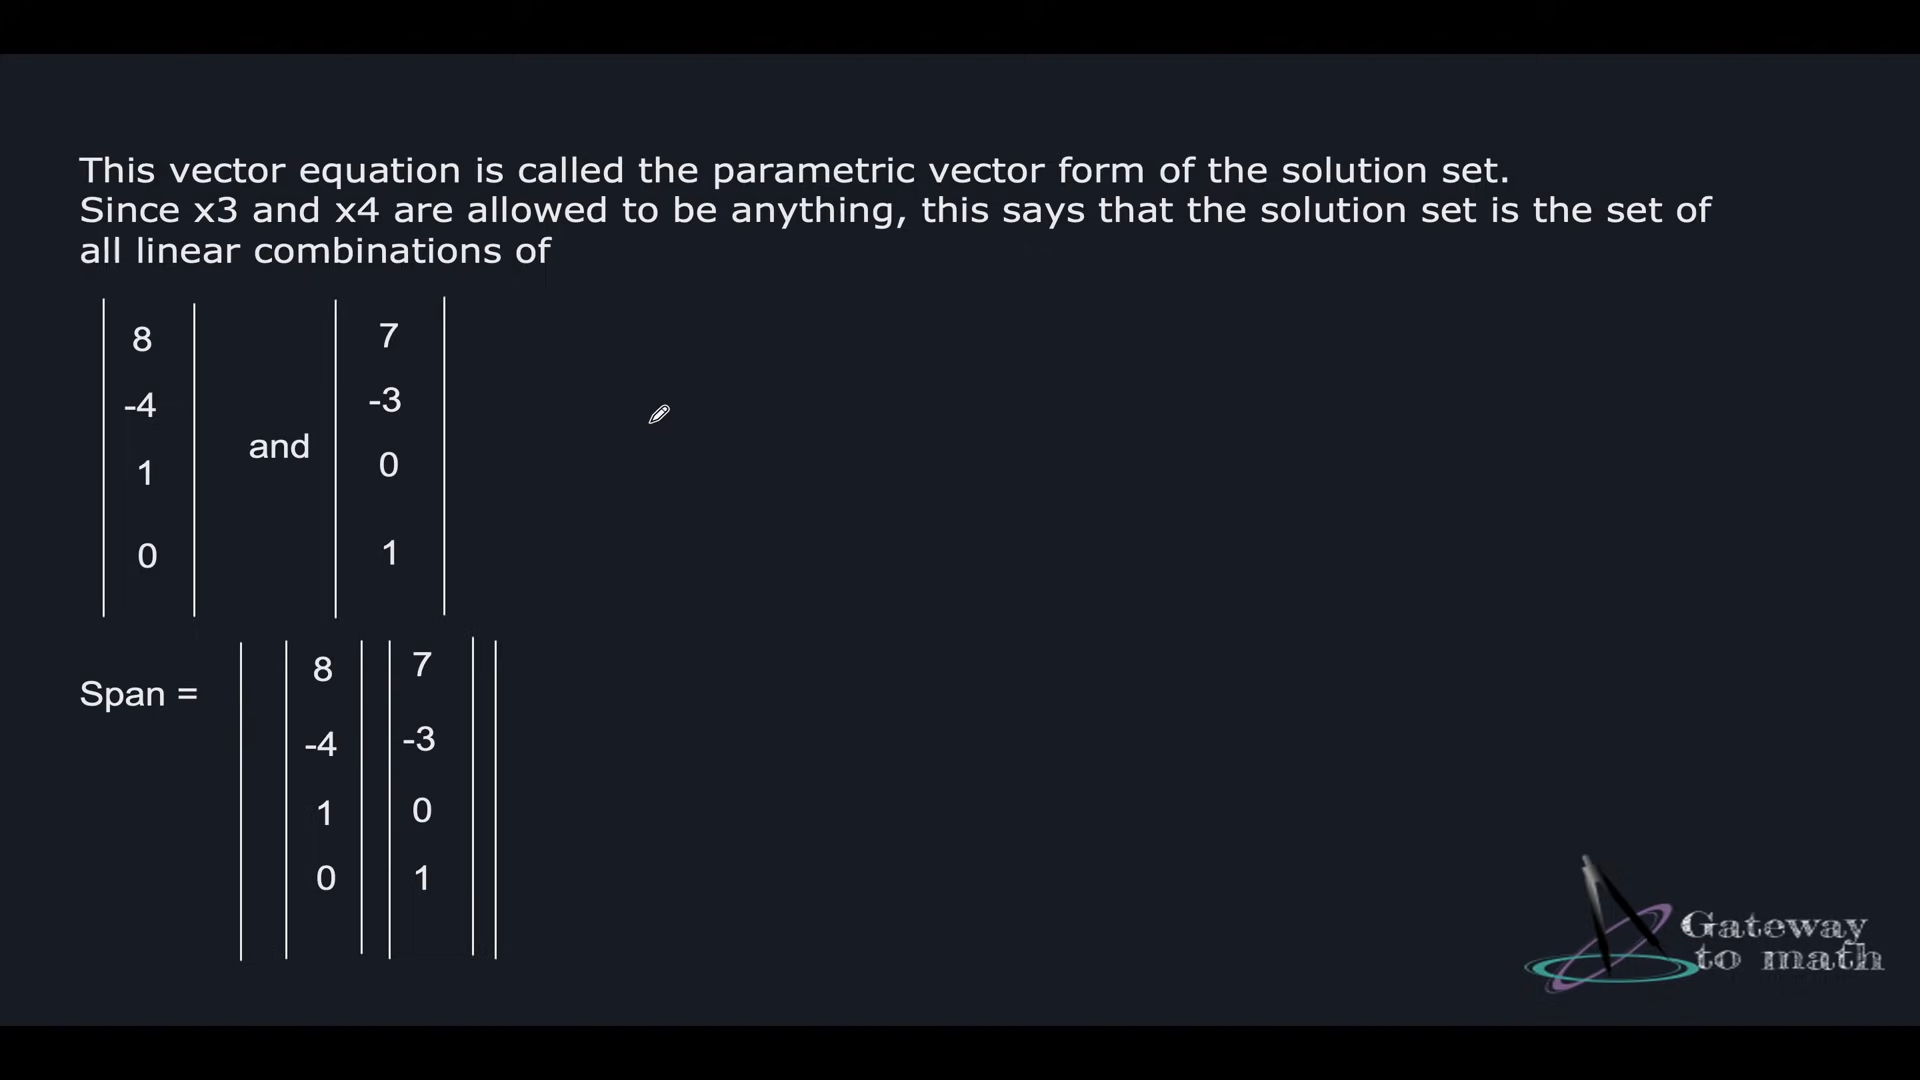 This vector equation is called the parametric vector form of the solution set.
Since x3 and x4 are allowed to be anything, this says that the solution set is the set of
all linear combinations of
8 7
-4 -3
and
1 0
0 1
Span =
8 7
-4 -3
1 0
0 1
Gateway
to math